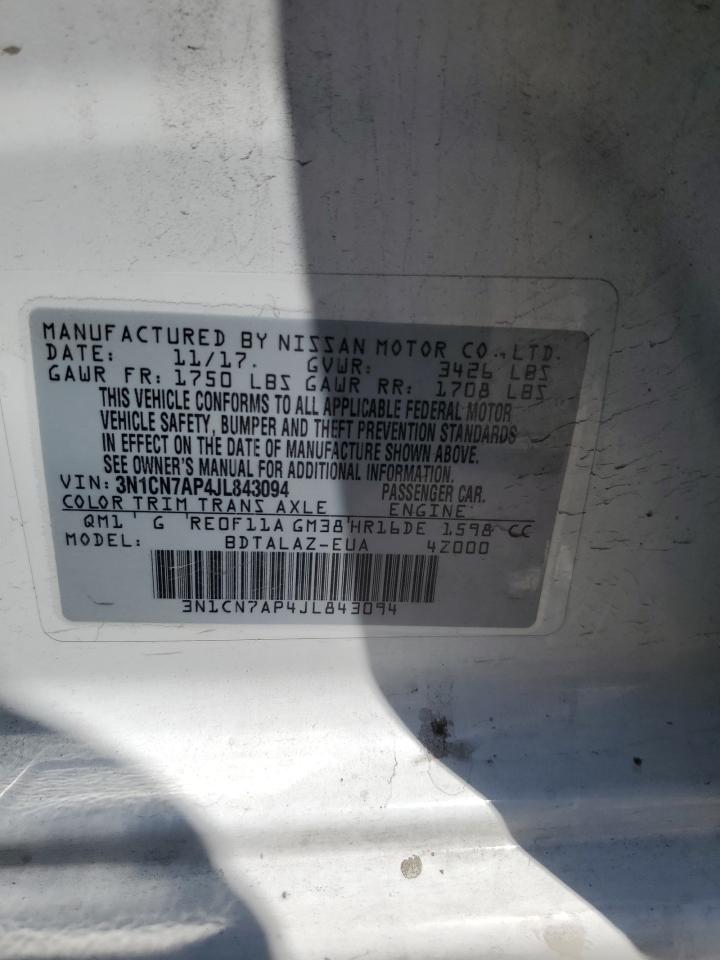 MANUFACTURED BY NISSAN MOTOR CO., LTD.
DATE: 11/17. GVWR: 3426 LBS
GAWR FR: 1750 LBS GAWR RR: 1708 LBS
THIS VEHICLE CONFORMS TO ALL APPLICABLE FEDERAL MOTOR
VEHICLE SAFETY, BUMPER AND THEFT PREVENTION STANDARDS
IN EFFECT ON THE DATE OF MANUFACTURE SHOWN ABOVE.
SEE OWNER'S MANUAL FOR ADDITIONAL INFORMATION.
VIN: 3N1CN7AP4JL843094 PASSENGER CAR.
COLOR TRIM TRANS AXLE ENGINE
QM1 G RE0F11A GM38 HR16DE 1,598 CC
MODEL: BDTALAZ-EUA 4Z000
3N1CN7AP4JL843094